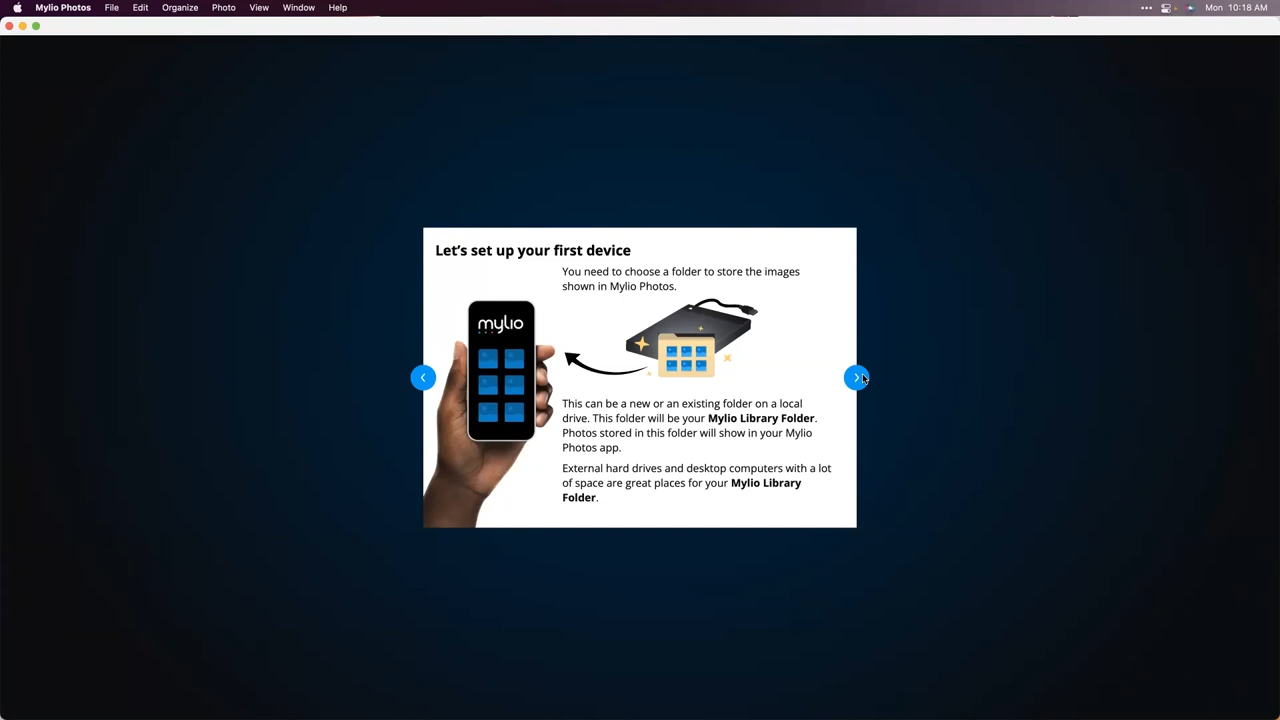 Mylio Photos File Edit Organize Photo View Window Help Mon 10:18 AM
Let's set up your first device
You need to choose a folder to store the images
shown in Mylio Photos.
mylio
This can be a new or an existing folder on a local
drive. This folder will be your Mylio Library Folder.
Photos stored in this folder will show in your Mylio
Photos app.
External hard drives and desktop computers with a lot
of space are great places for your Mylio Library
Folder.